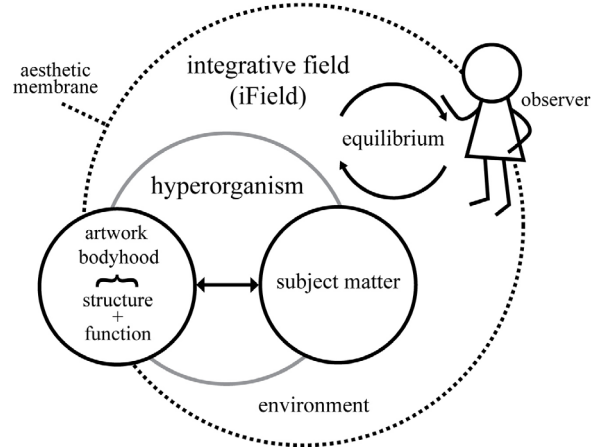 aesthetic
membrane
integrative field
(iField)
observer
equilibrium
hyperorganism
artwork
bodyhood
structure
+
function
subject matter
environment